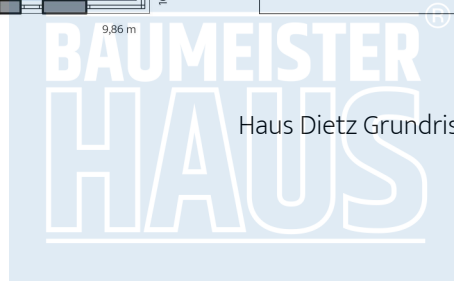 9,86 m
®
BAUMEISTER
HAUS
Haus Dietz Grundris